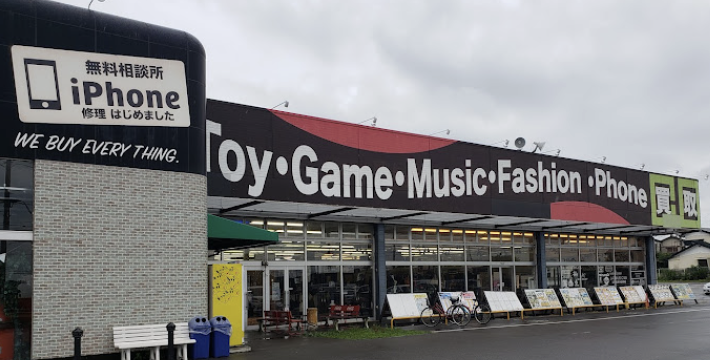 無料相談所
iPhone
修理 はじめました
WE BUY EVERY THING.
Toy・Game・Music・Fashion・Phone
買取